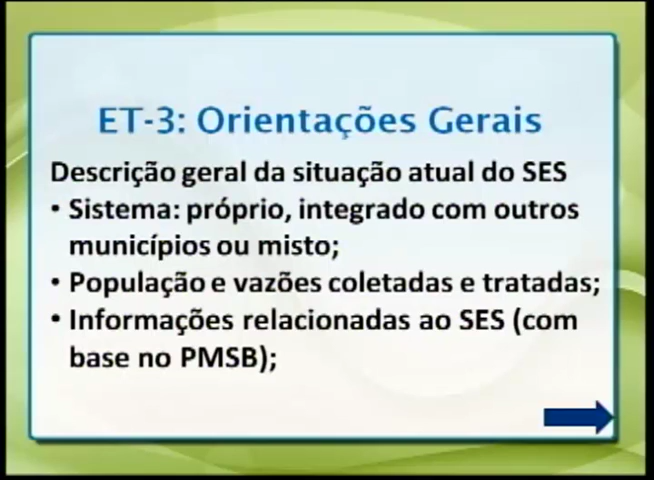 ET-3: Orientações Gerais
Descrição geral da situação atual do SES
• Sistema: próprio, integrado com outros
municípios ou misto;
• População e vazões coletadas e tratadas;
• Informações relacionadas ao SES (com
base no PMSB);